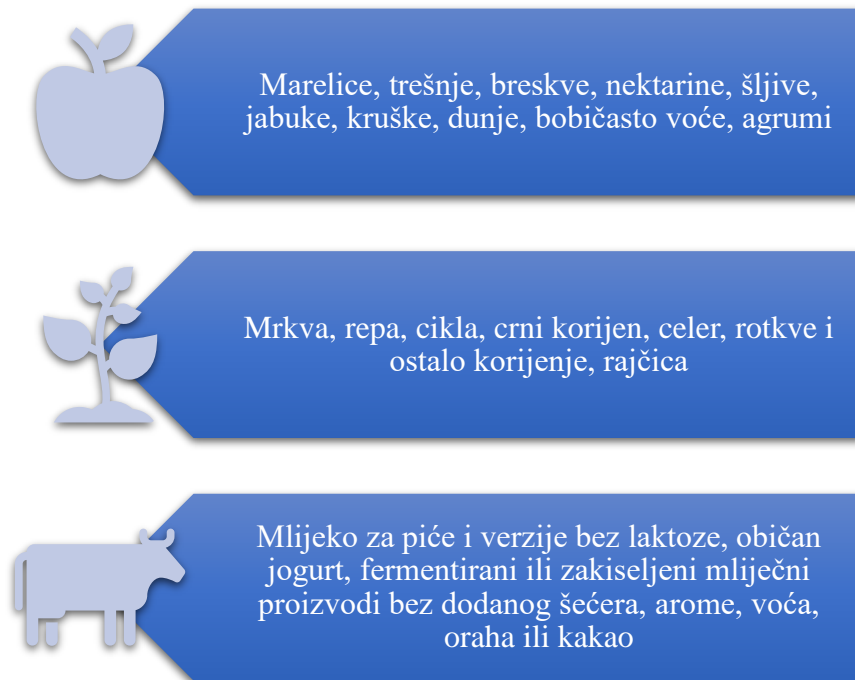 Marelice, trešnje, breskve, nektarine, šljive,
jabuke, kruške, dunje, bobičasto voće, agrumi
Mrkva, repa, cikla, crni korijen, celer, rotkve i
ostalo korijenje, rajčica
Mlijeko za piće i verzije bez laktoze, običan
jogurt, fermentirani ili zakiseljeni mliječni
proizvodi bez dodanog šećera, arome, voća,
oraha ili kakao